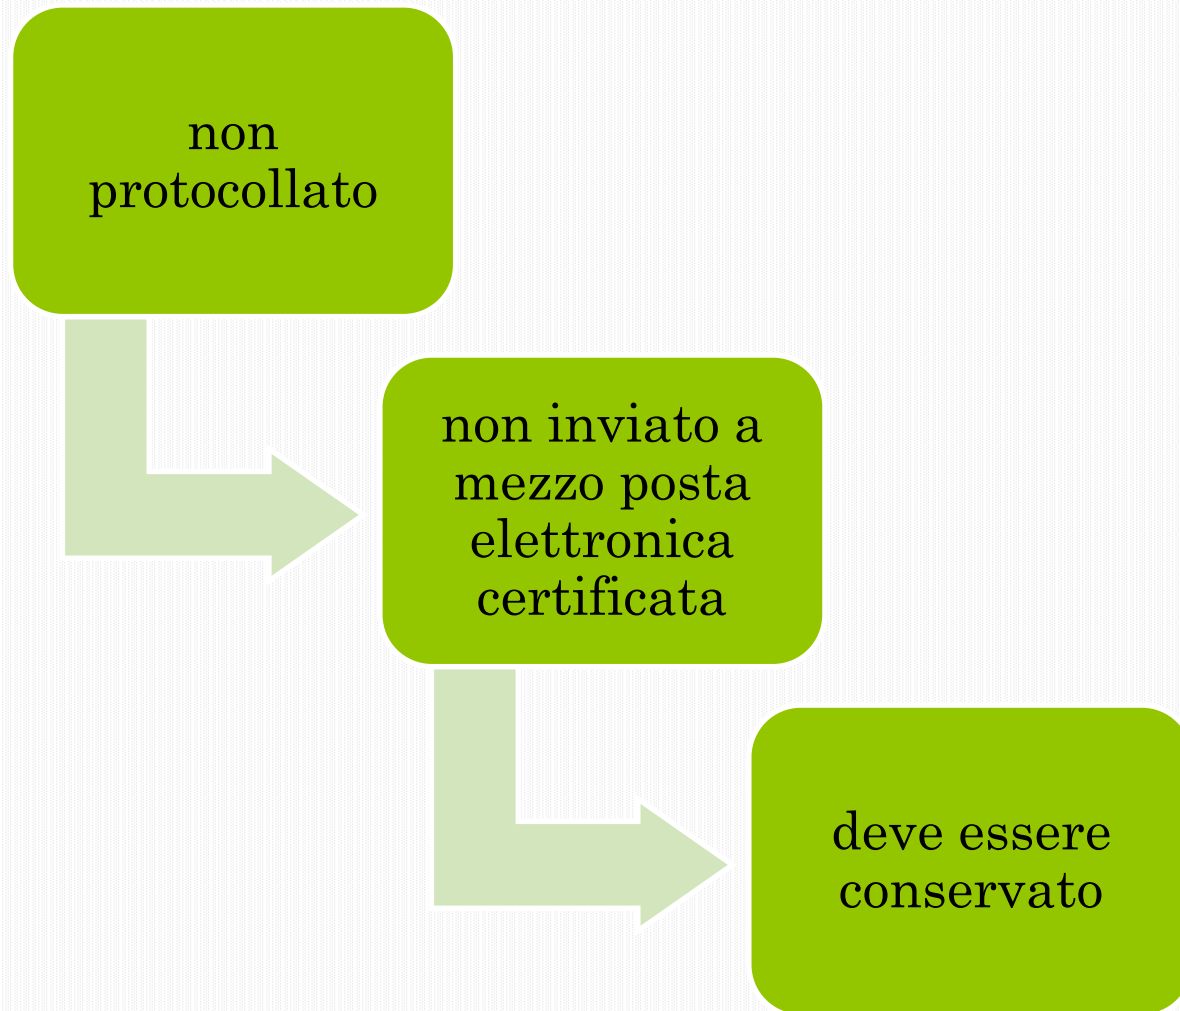 non
protocollato
non inviato a
mezzo posta
elettronica
certificata
deve essere
conservato